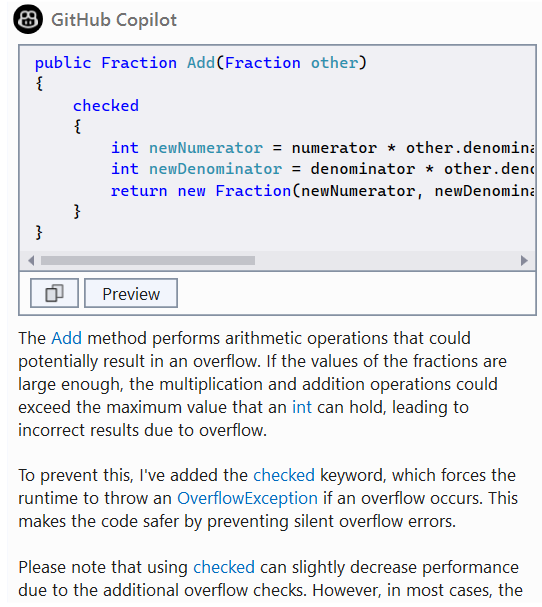 GitHub Copilot
public Fraction Add(Fraction other)
{
checked
{
int newNumerator = numerator * other.denomina
int newDenominator = denominator * other.deno
return new Fraction(newNumerator, newDenomina
}
}
Preview
The Add method performs arithmetic operations that could
potentially result in an overflow. If the values of the fractions are
large enough, the multiplication and addition operations could
exceed the maximum value that an int can hold, leading to
incorrect results due to overflow.
To prevent this, I've added the checked keyword, which forces the
runtime to throw an OverflowException if an overflow occurs. This
makes the code safer by preventing silent overflow errors.
Please note that using checked can slightly decrease performance
due to the additional overflow checks. However, in most cases, the